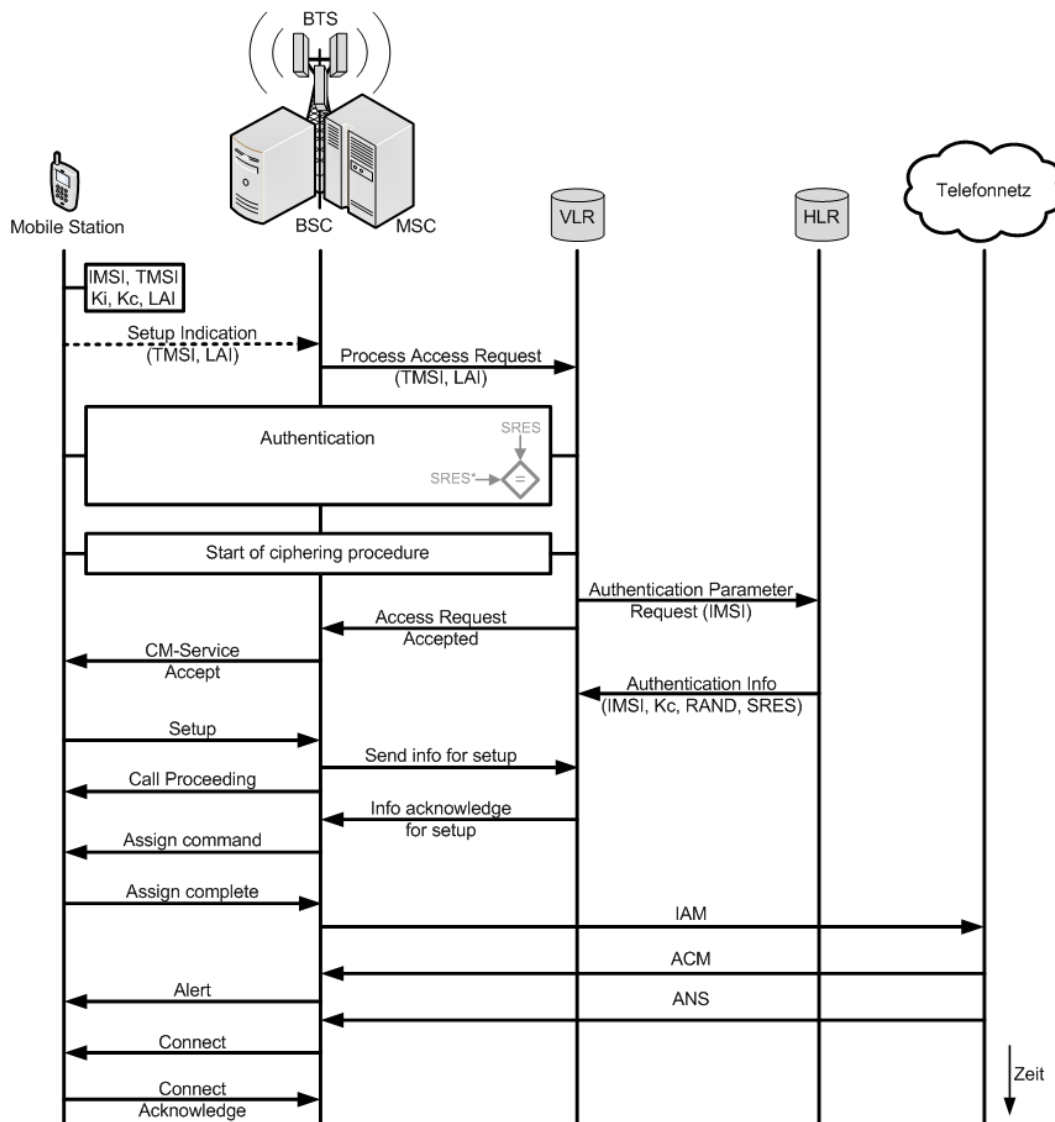 BTS
Mobile Station
BSC
MSC
VLR
HLR
Telefonnetz
IMSI, TMSI
Ki, Kc, LAI
Setup Indication
(TMSI, LAI)
Process Access Request
(TMSI, LAI)
Authentication
SRES
SRES*
=
Start of ciphering procedure
Authentication Parameter
Request (IMSI)
Access Request
Accepted
CM-Service
Accept
Authentication Info
(IMSI, Kc, RAND, SRES)
Setup
Send info for setup
Call Proceeding
Info acknowledge
for setup
Assign command
Assign complete
IAM
ACM
Alert
ANS
Connect
Zeit
Connect
Acknowledge